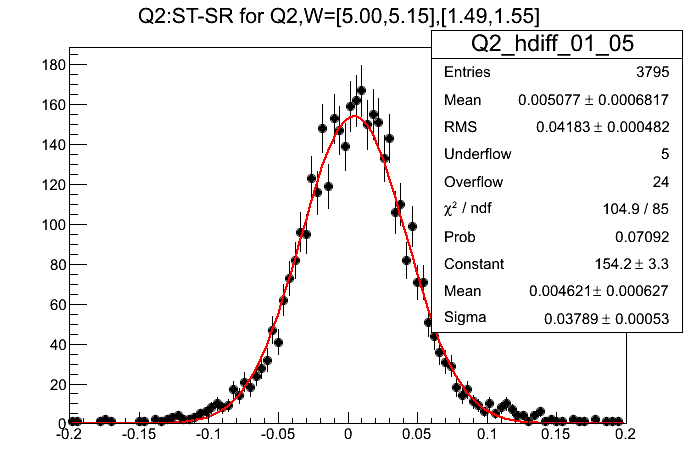 Q2:ST-SR for Q2,W=[5.00,5.15],[1.49,1.55]
Q2_hdiff_01_05
Entries 3795
Mean 0.005077 ± 0.0006817
RMS 0.04183 ± 0.000482
Underflow 5
Overflow 24
χ² / ndf 104.9 / 85
Prob 0.07092
Constant 154.2 ± 3.3
Mean 0.004621 ± 0.000627
Sigma 0.03789 ± 0.00053
180
160
140
120
100
80
60
40
20
0
-0.2 -0.15 -0.1 -0.05 0 0.05 0.1 0.15 0.2